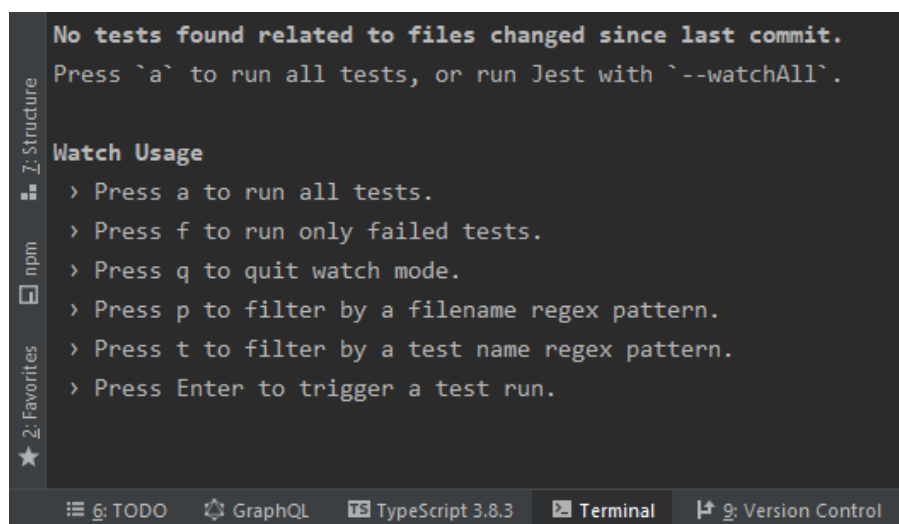 No tests found related to files changed since last commit.
Press `a` to run all tests, or run Jest with `--watchAll`.
Watch Usage
› Press a to run all tests.
› Press f to run only failed tests.
› Press q to quit watch mode.
› Press p to filter by a filename regex pattern.
› Press t to filter by a test name regex pattern.
› Press Enter to trigger a test run.
7: Structure
npm
2: Favorites
6: TODO GraphQL TS TypeScript 3.8.3 Terminal 9: Version Control